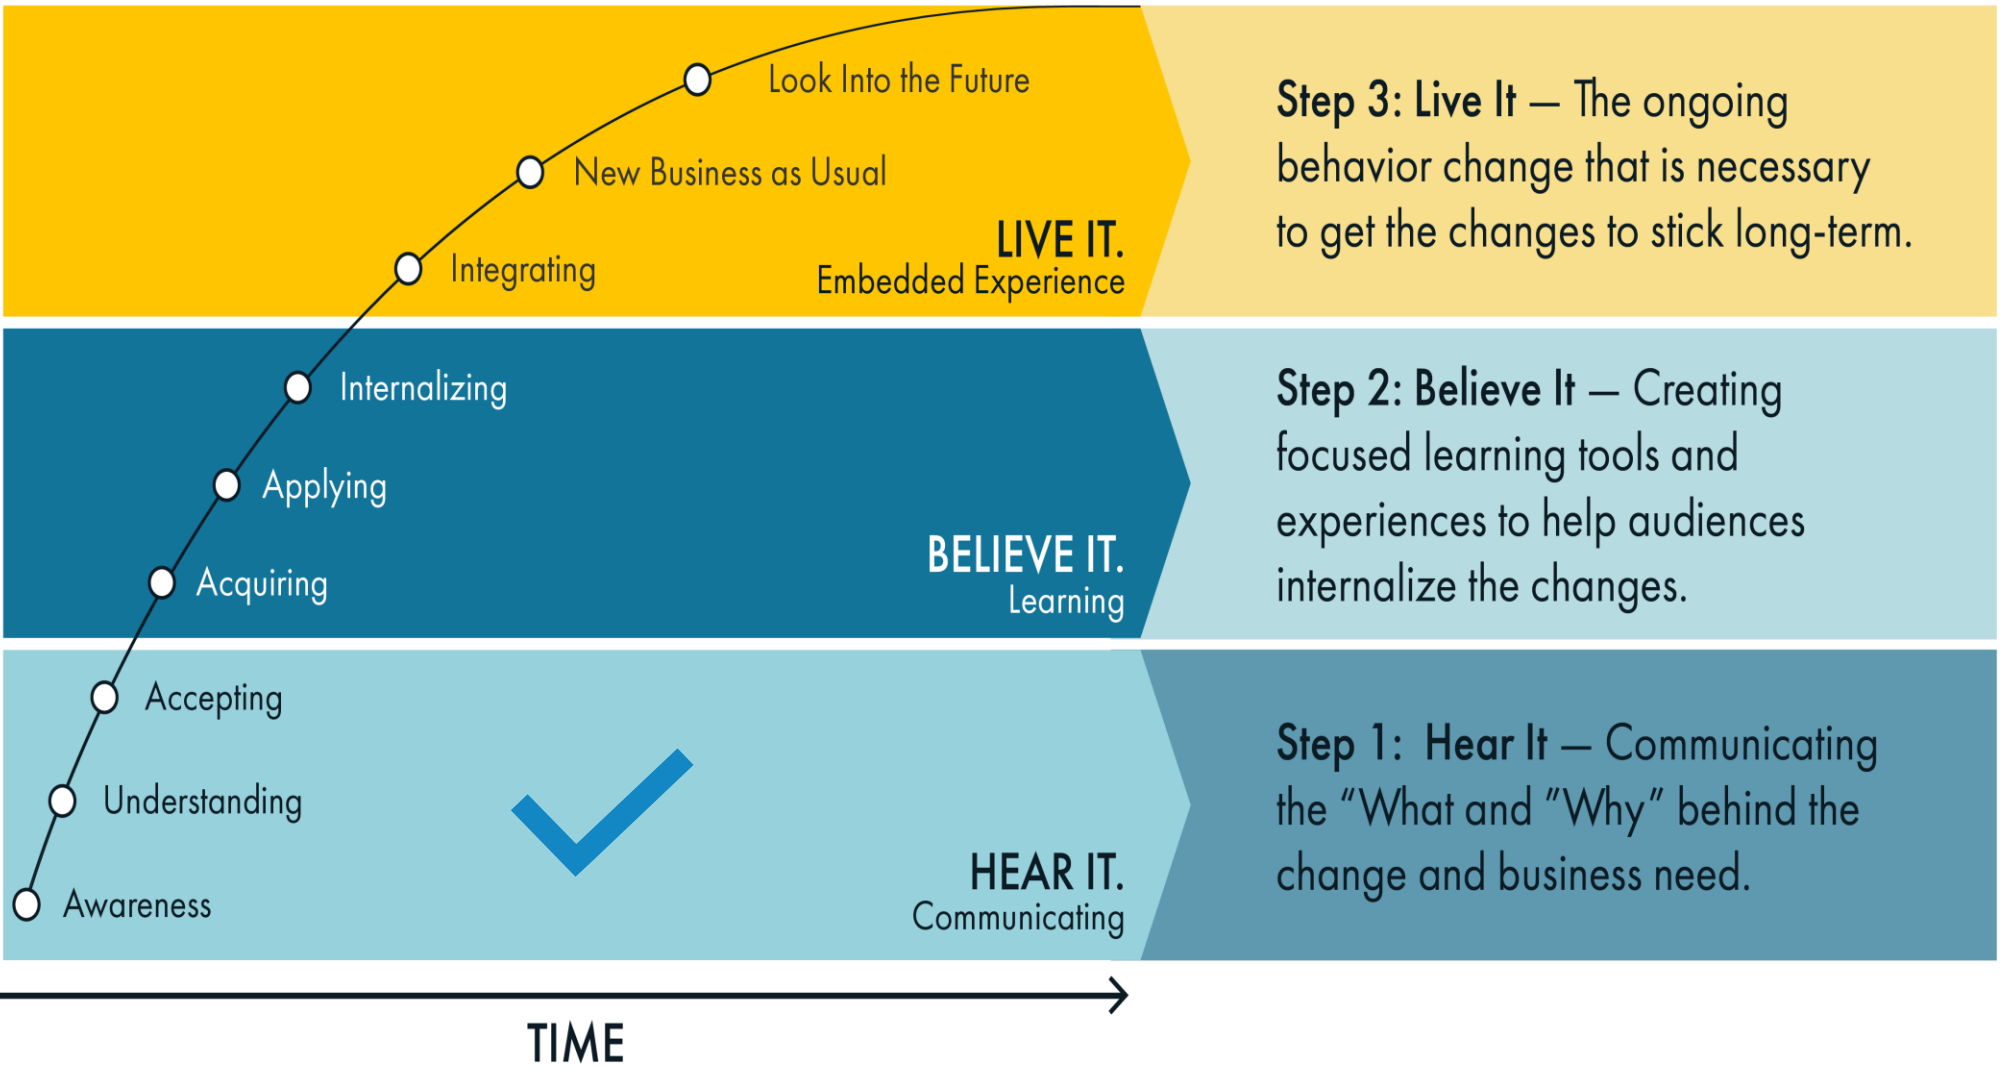 Look Into the Future
New Business as Usual
Integrating
LIVE IT.
Embedded Experience
Step 3: Live It — The ongoing
behavior change that is necessary
to get the changes to stick long-term.
Internalizing
Applying
Acquiring
BELIEVE IT.
Learning
Step 2: Believe It — Creating
focused learning tools and
experiences to help audiences
internalize the changes.
Accepting
Understanding
Awareness
HEAR IT.
Communicating
Step 1:  Hear It — Communicating
the “What and ”Why” behind the
change and business need.
TIME